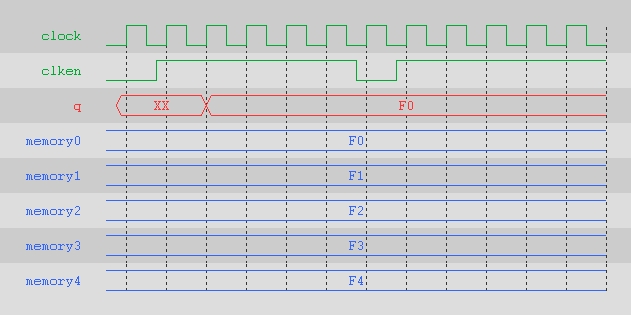 clock
clken
q XX F0
memory0 F0
memory1 F1
memory2 F2
memory3 F3
memory4 F4